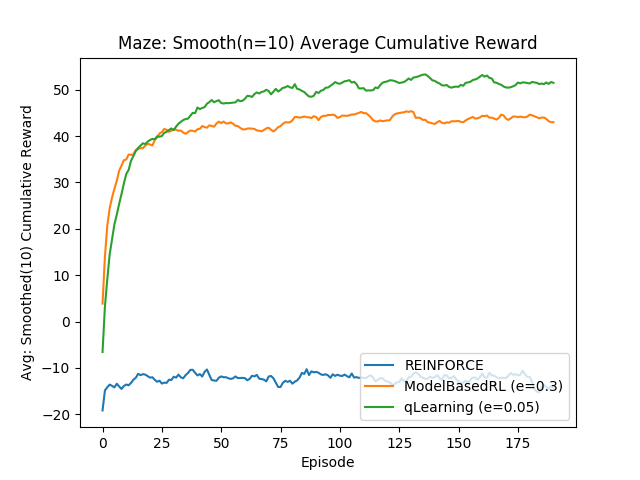 Maze: Smooth(n=10) Average Cumulative Reward
Avg: Smoothed(10) Cumulative Reward
50
40
30
20
10
0
−10
−20
REINFORCE
ModelBasedRL (e=0.3)
qLearning (e=0.05)
0 25 50 75 100 125 150 175
Episode